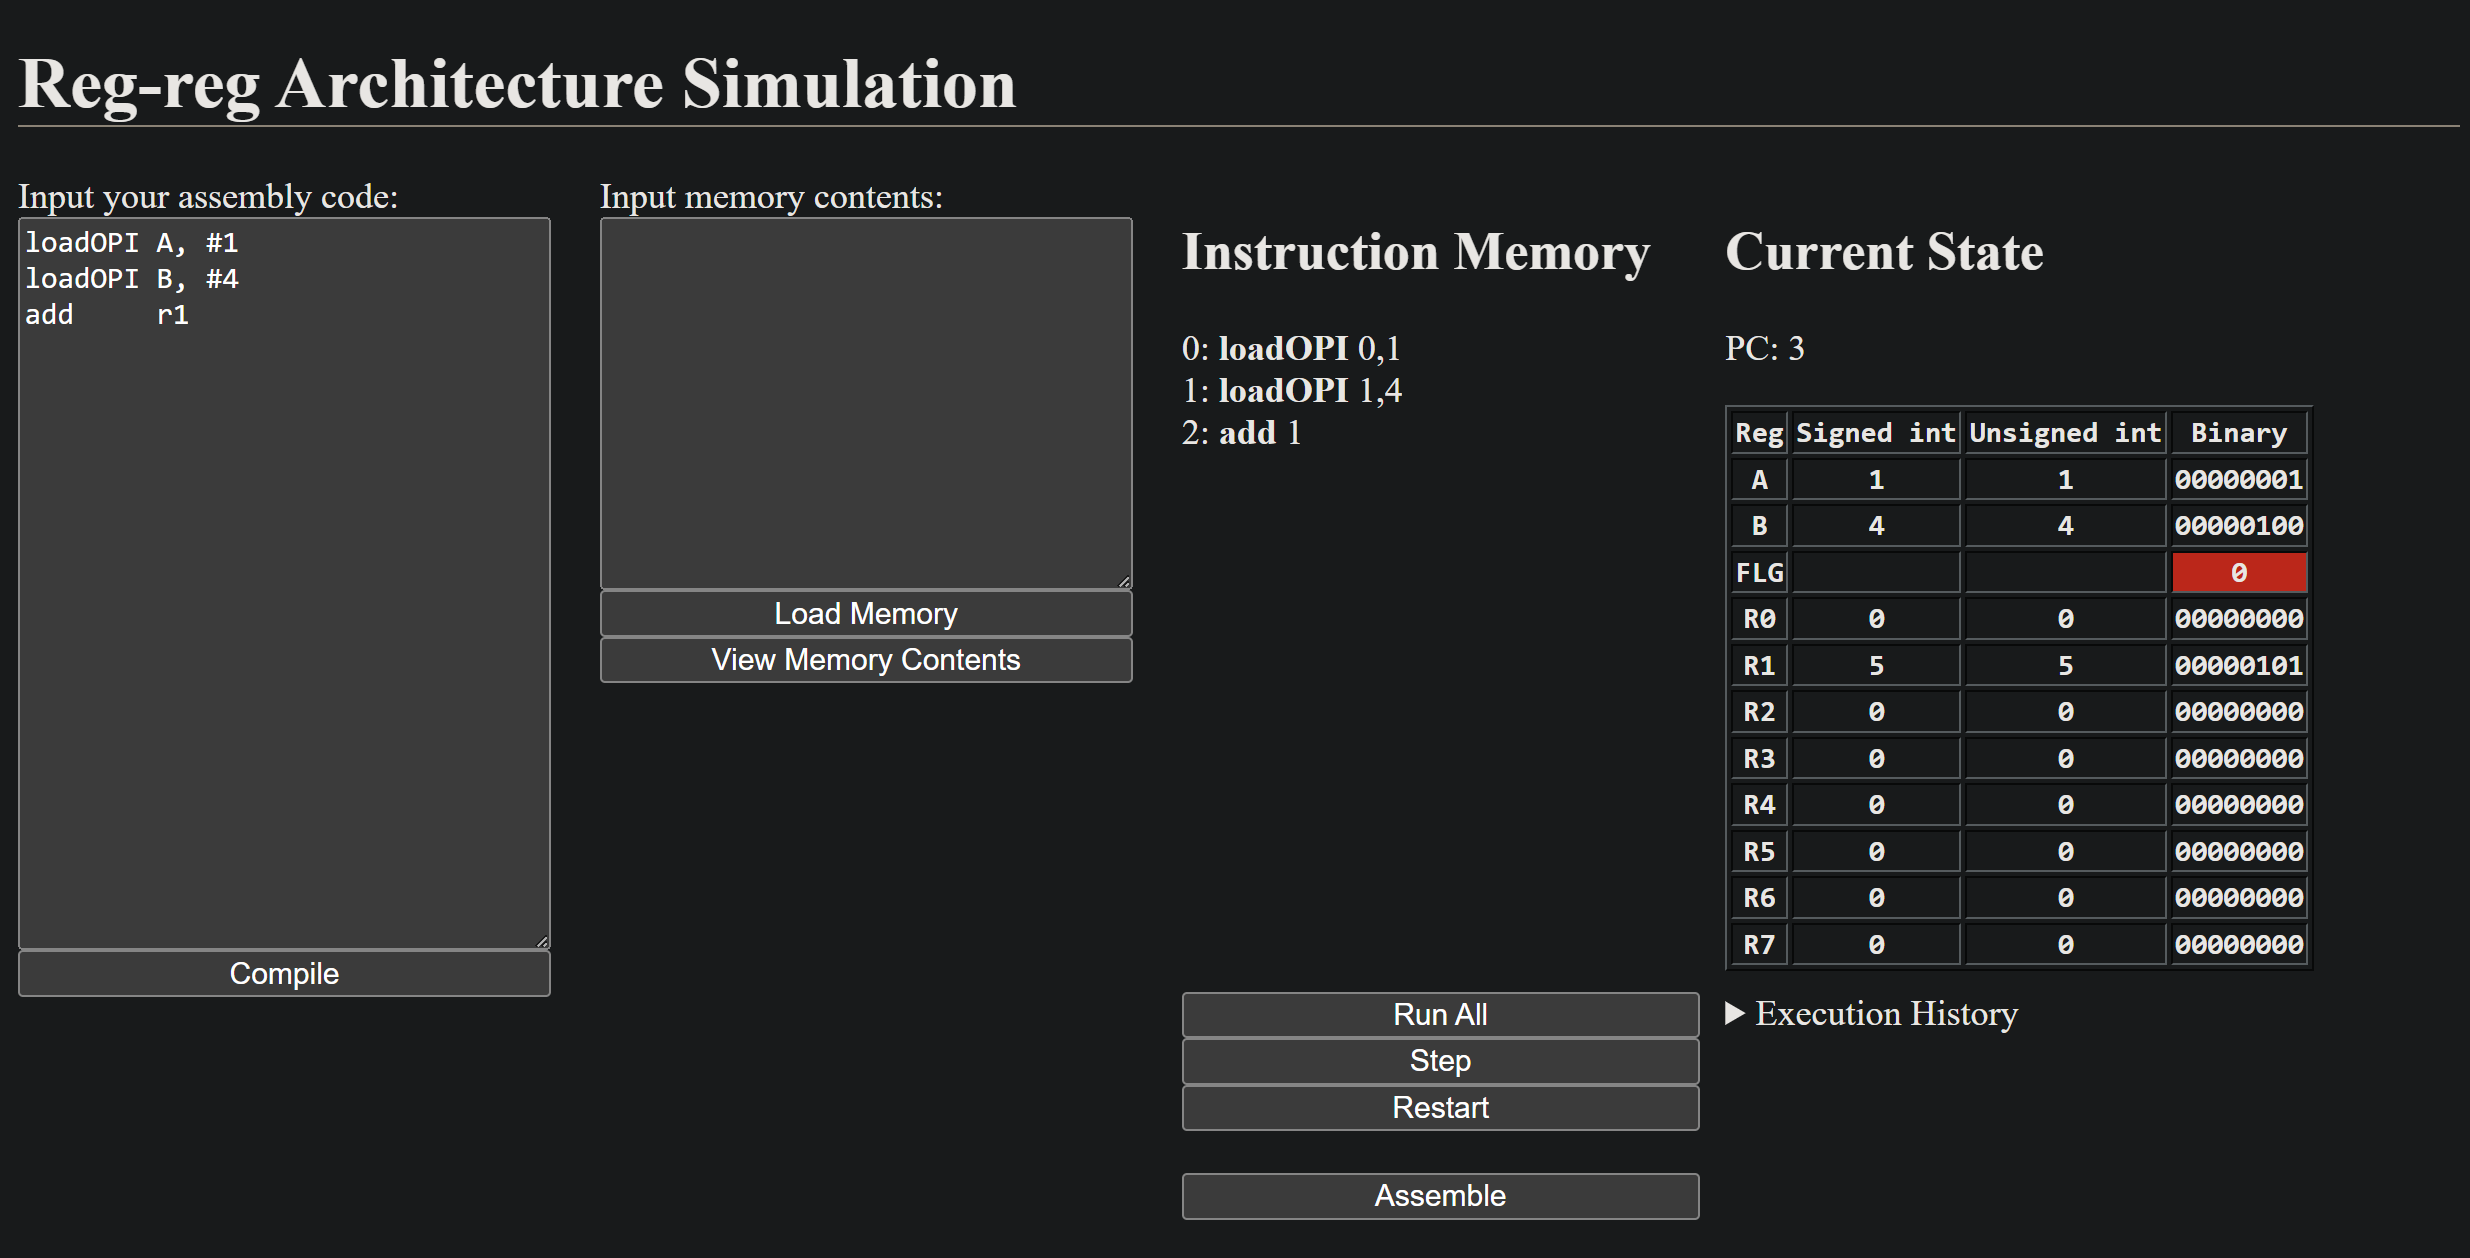 Reg-reg Architecture Simulation
Input your assembly code:
loadOPI A, #1
loadOPI B, #4
add     r1
Compile
Input memory contents:
Load Memory
View Memory Contents
Instruction Memory
0: loadOPI 0,1
1: loadOPI 1,4
2: add 1
Run All
Step
Restart
Assemble
Current State
PC: 3
Reg Signed int Unsigned int Binary
A 1 1 00000001
B 4 4 00000100
FLG 0
R0 0 0 00000000
R1 5 5 00000101
R2 0 0 00000000
R3 0 0 00000000
R4 0 0 00000000
R5 0 0 00000000
R6 0 0 00000000
R7 0 0 00000000
▶ Execution History